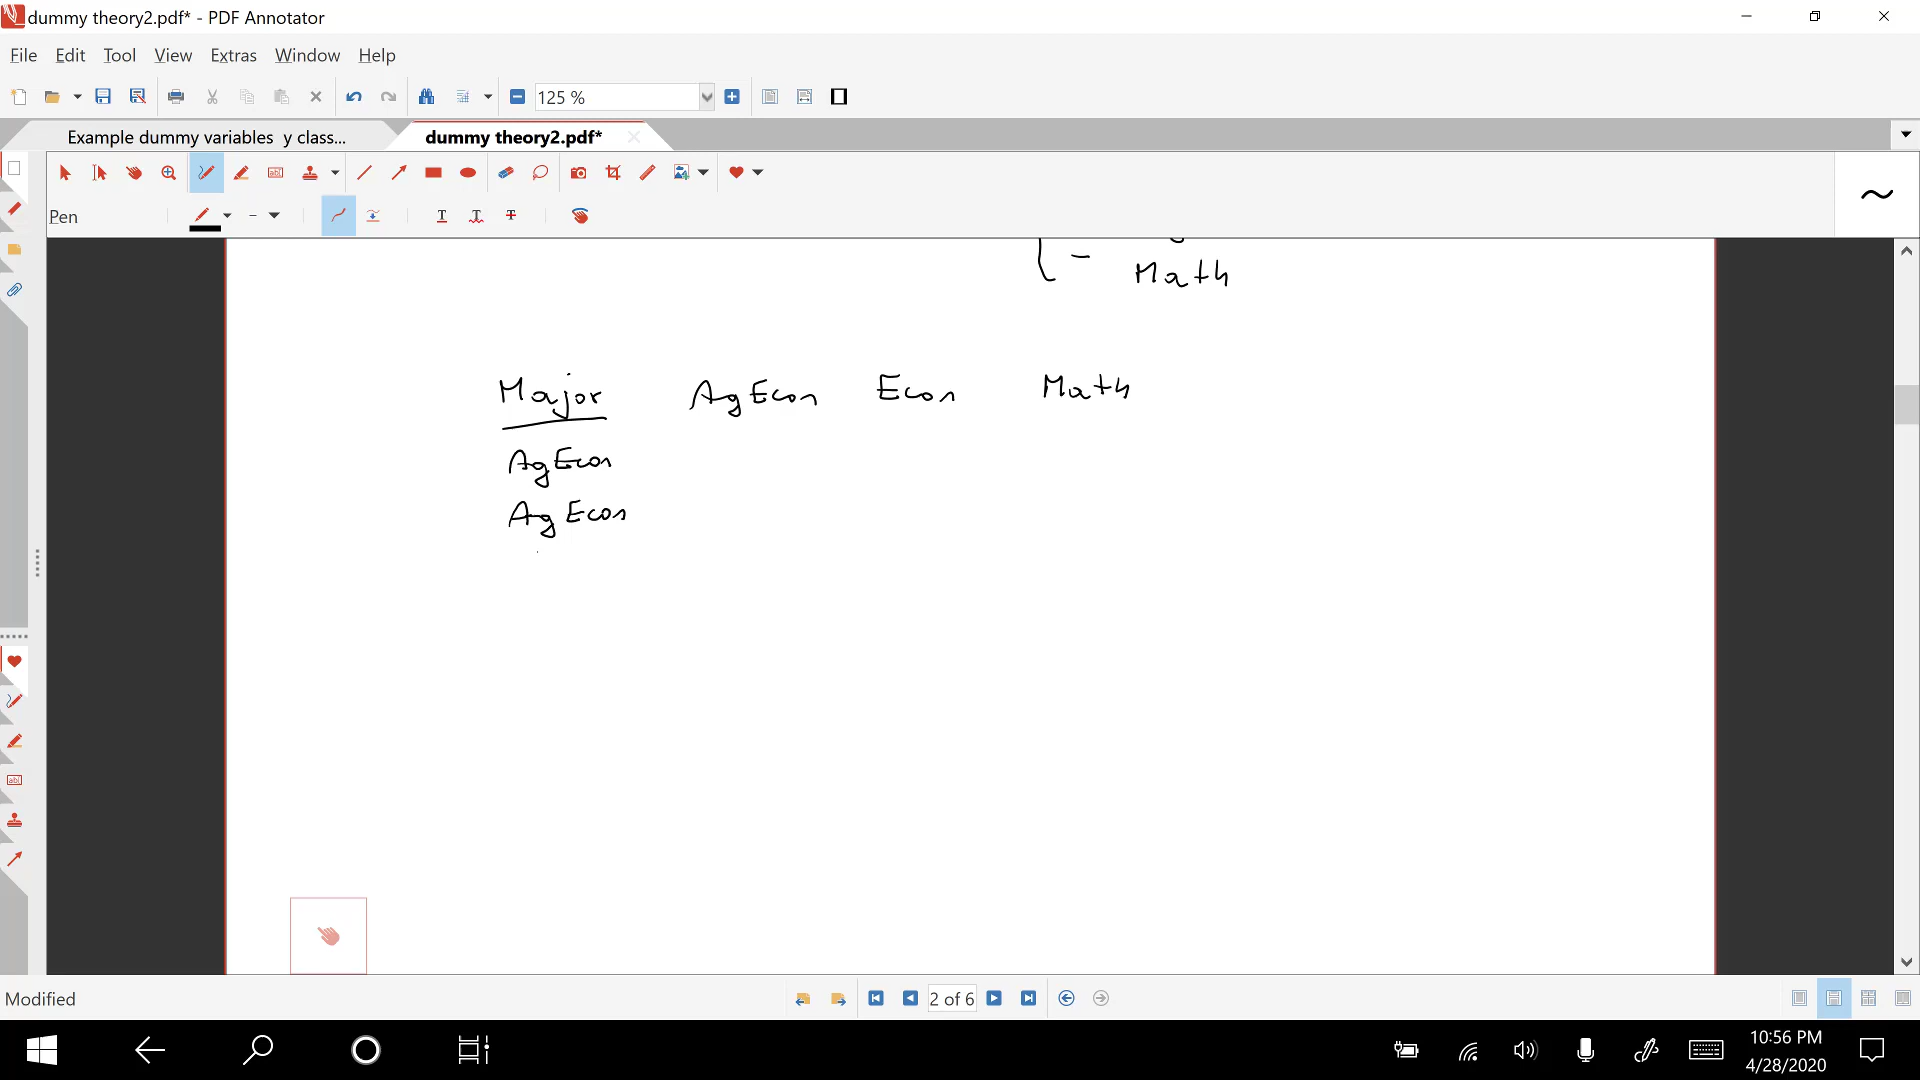 dummy theory2.pdf* - PDF Annotator
File Edit Tool View Extras Window Help
125 %
Example dummy variables y class...
dummy theory2.pdf*
Pen
Math
Major AgEcon Econ Math
AgEcon
AgEcon
Modified
2 of 6
10:56 PM
4/28/2020